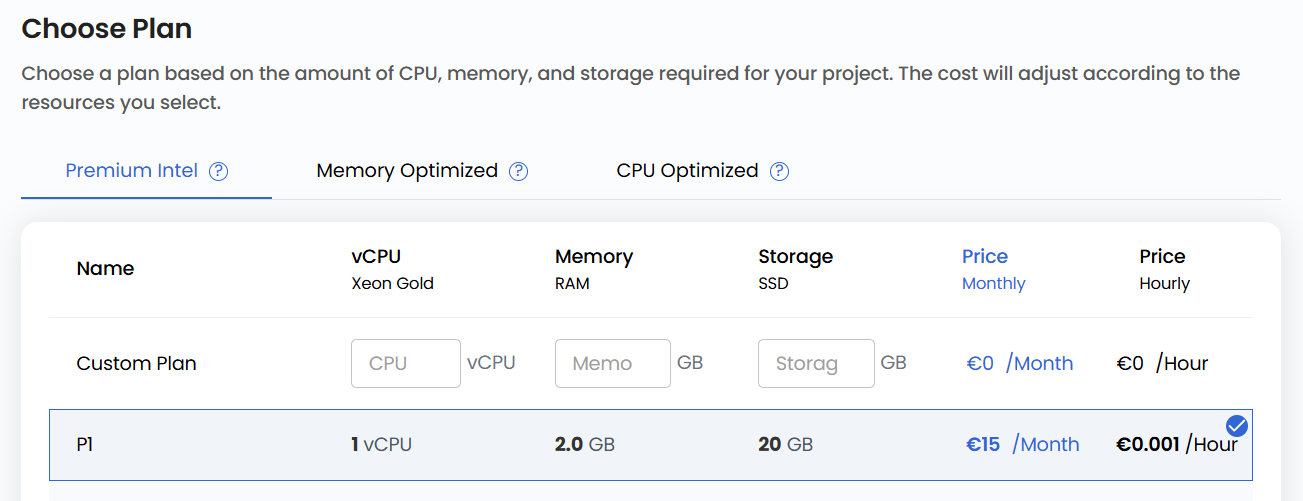 Choose Plan
Choose a plan based on the amount of CPU, memory, and storage required for your project. The cost will adjust according to the
resources you select.
Premium Intel ? Memory Optimized ? CPU Optimized ?
Name vCPU Memory Storage Price Price
Xeon Gold RAM SSD Monthly Hourly
Custom Plan CPU vCPU Memo GB Storag GB €0 /Month €0 /Hour
P1 1 vCPU 2.0 GB 20 GB €15 /Month €0.001 /Hour